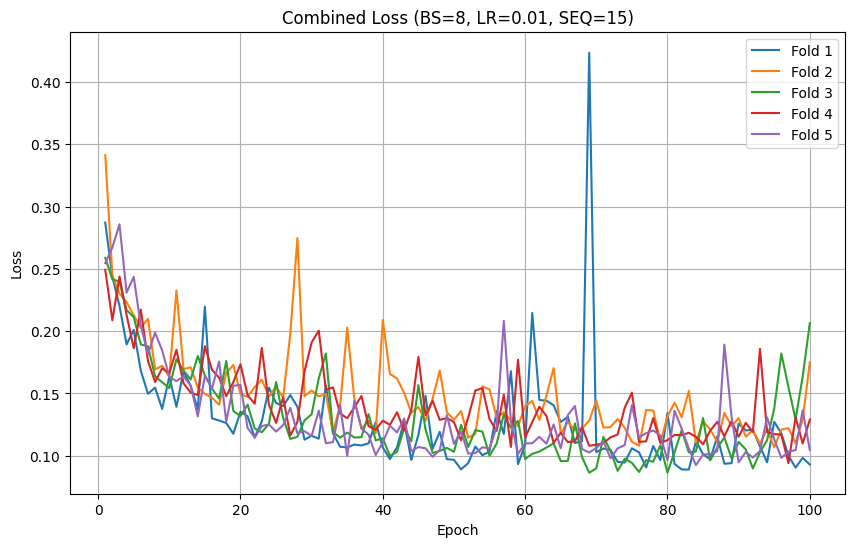 Combined Loss (BS=8, LR=0.01, SEQ=15)
Fold 1
Fold 2
Fold 3
Fold 4
Fold 5
Loss
0.40
0.35
0.30
0.25
0.20
0.15
0.10
0
20
40
60
80
100
Epoch